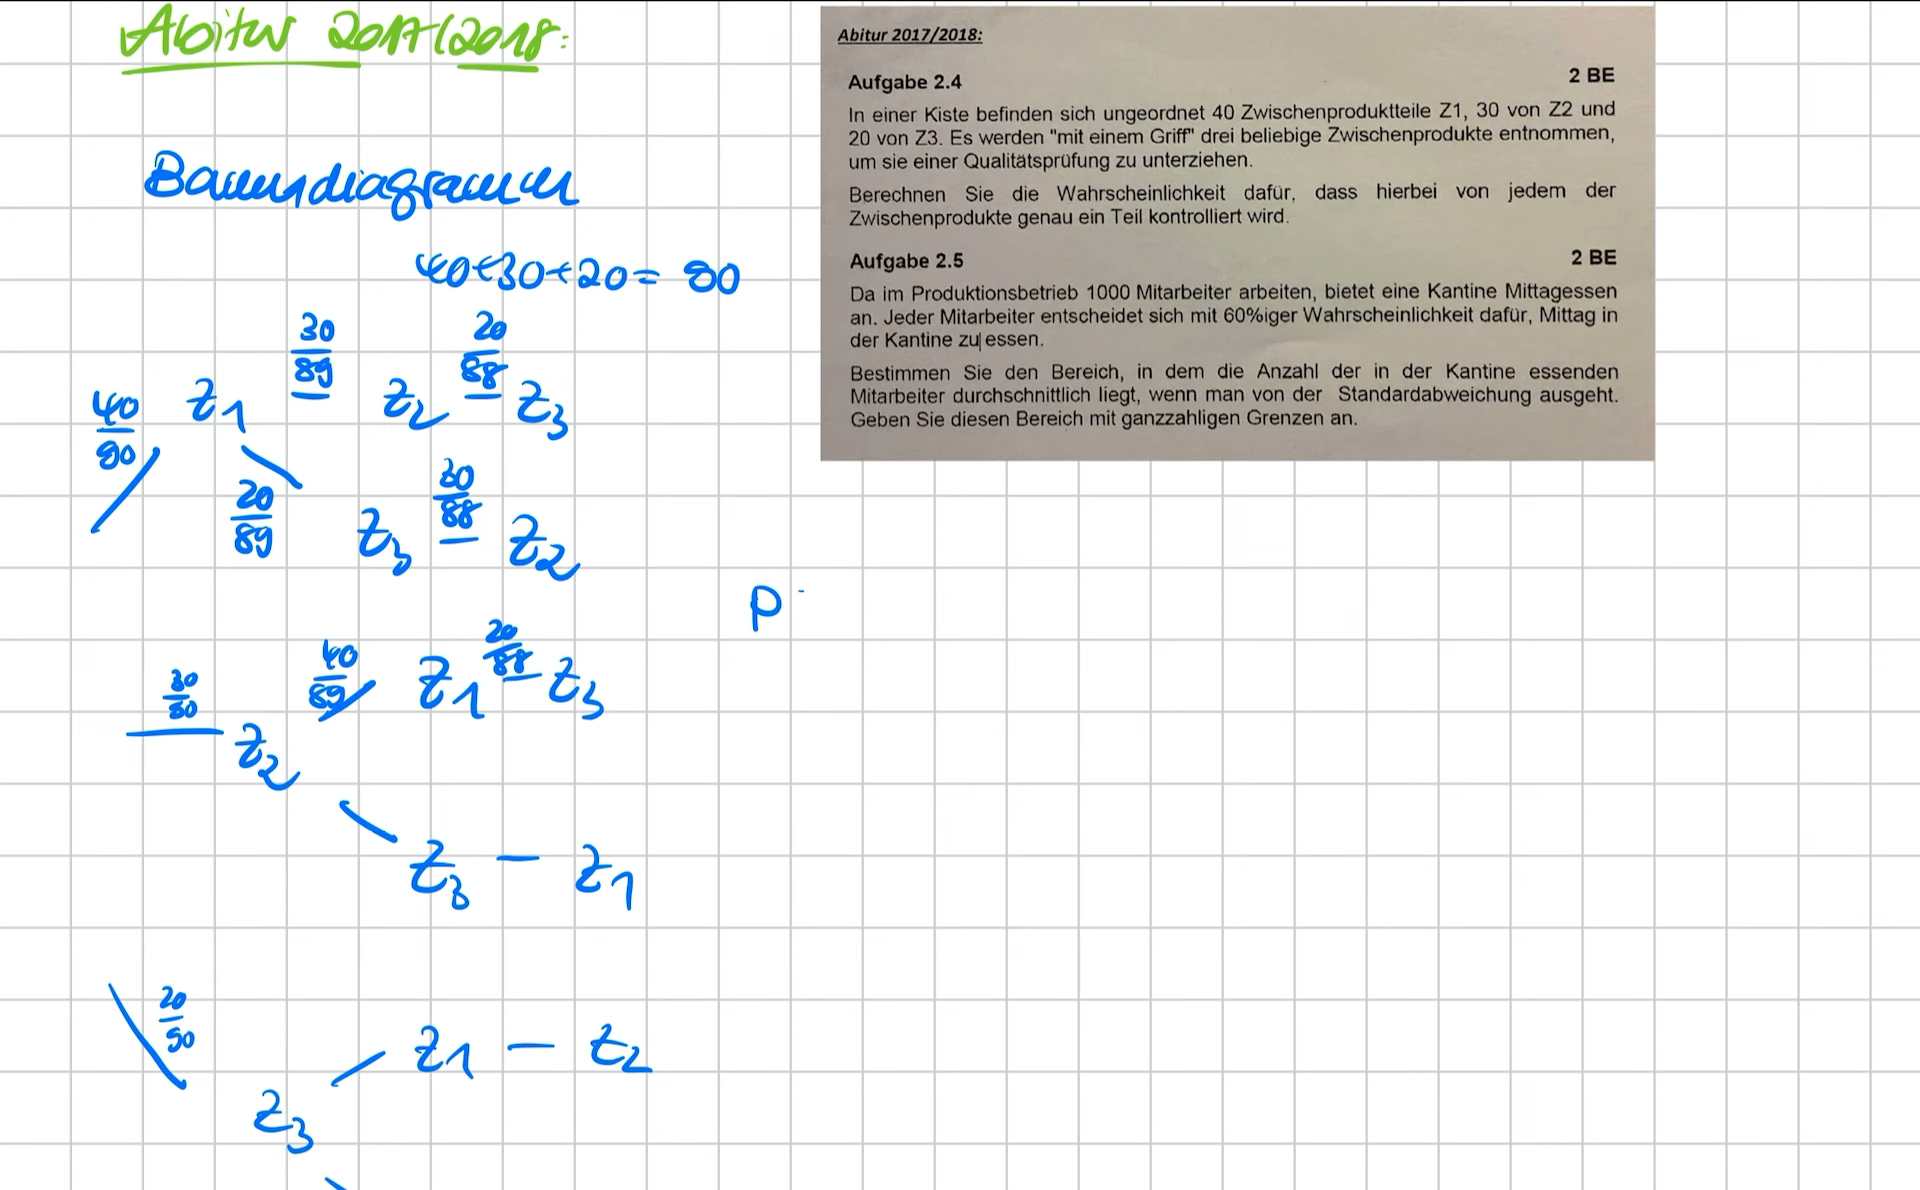 Abitur 2017/2018:
Baumdiagramm
40+30+20 = 90
30/89
20/88
40/90
Z1
Z2
Z3
20/89
Z3
30/88
Z2
P
30/90
40/89
Z1
20/88
Z3
Z2
Z3 – Z1
20/90
Z1 – Z2
Z3
Abitur 2017/2018:
Aufgabe 2.4 2 BE
In einer Kiste befinden sich ungeordnet 40 Zwischenproduktteile Z1, 30 von Z2 und
20 von Z3. Es werden "mit einem Griff" drei beliebige Zwischenprodukte entnommen,
um sie einer Qualitätsprüfung zu unterziehen.
Berechnen Sie die Wahrscheinlichkeit dafür, dass hierbei von jedem der
Zwischenprodukte genau ein Teil kontrolliert wird.
Aufgabe 2.5 2 BE
Da im Produktionsbetrieb 1000 Mitarbeiter arbeiten, bietet eine Kantine Mittagessen
an. Jeder Mitarbeiter entscheidet sich mit 60%iger Wahrscheinlichkeit dafür, Mittag in
der Kantine zu essen.
Bestimmen Sie den Bereich, in dem die Anzahl der in der Kantine essenden
Mitarbeiter durchschnittlich liegt, wenn man von der Standardabweichung ausgeht.
Geben Sie diesen Bereich mit ganzzahligen Grenzen an.